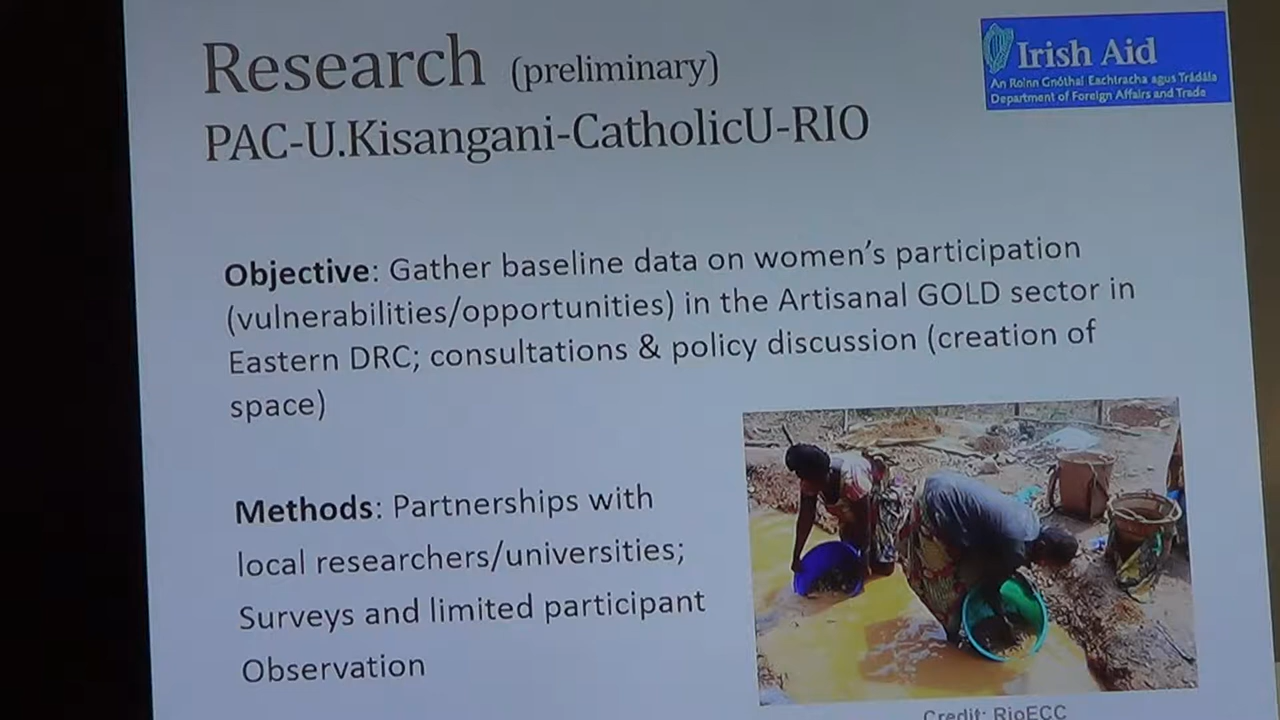 Research (preliminary)
PAC-U.Kisangani-CatholicU-RIO
Irish Aid
An Roinn Gnóthaí Eachtracha agus Trádála
Department of Foreign Affairs and Trade
Objective: Gather baseline data on women's participation
(vulnerabilities/opportunities) in the Artisanal GOLD sector in
Eastern DRC; consultations & policy discussion (creation of
space)
Methods: Partnerships with
local researchers/universities;
Surveys and limited participant
Observation
Credit: RioECC